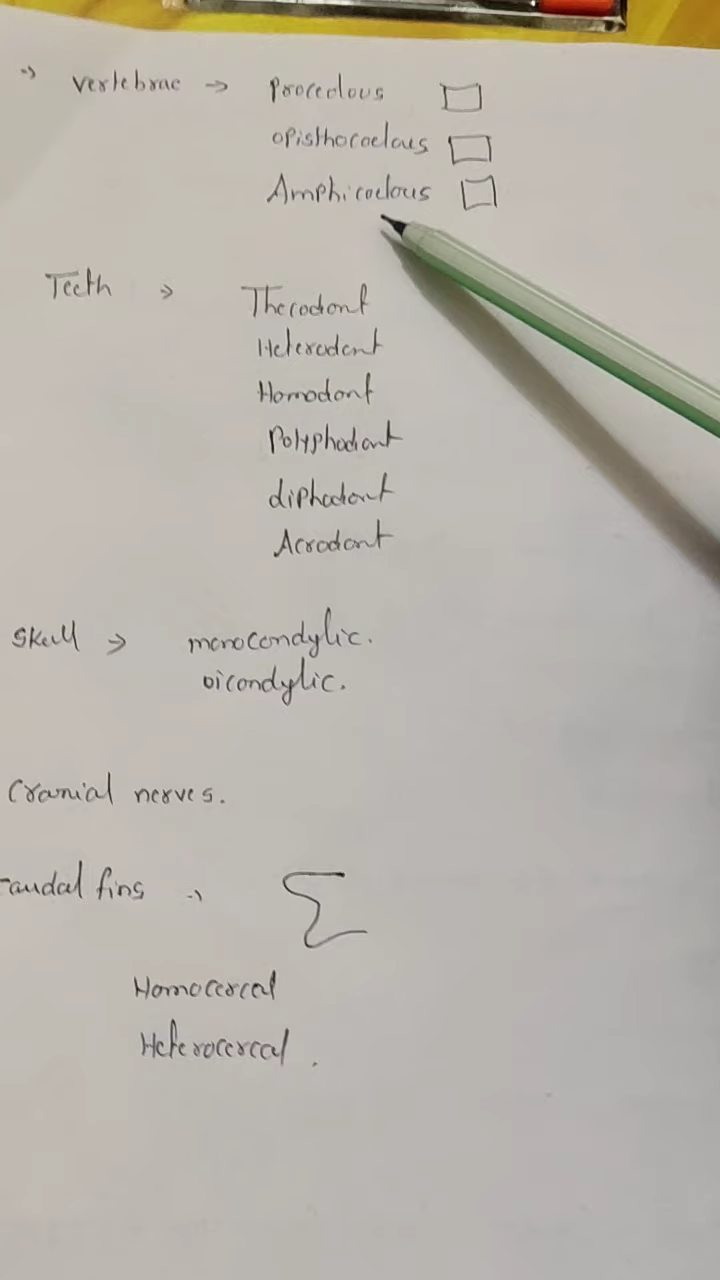 → Vertebrae → Procoelous
opisthocoelous
Amphicoelous
Teeth → Thecodont
Heterodont
Homodont
Polyphodont
diphodont
Acrodont
Skull → monocondylic.
Dicondylic.
Cranial nerves.
caudal fins →
Homocercal
Heterocercal.